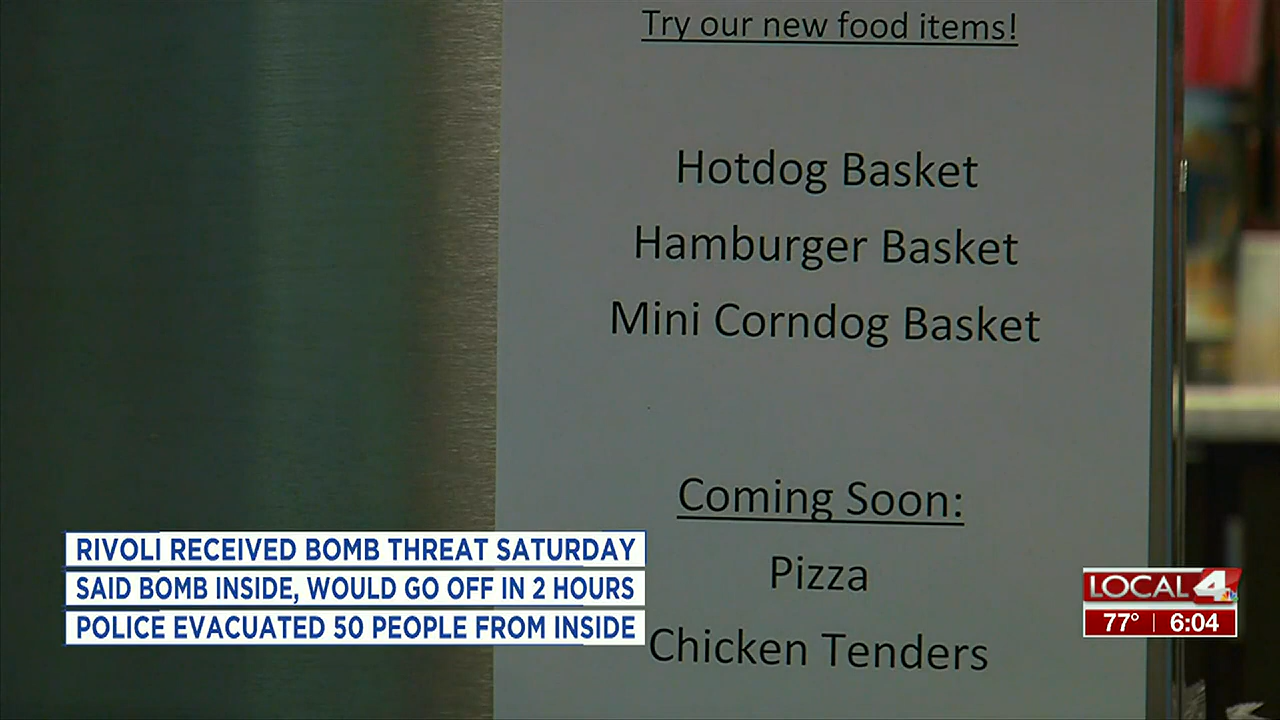 Try our new food items!
Hotdog Basket
Hamburger Basket
Mini Corndog Basket
Coming Soon:
Pizza
Chicken Tenders
RIVOLI RECEIVED BOMB THREAT SATURDAY
SAID BOMB INSIDE, WOULD GO OFF IN 2 HOURS
POLICE EVACUATED 50 PEOPLE FROM INSIDE
LOCAL 4
77° | 6:04